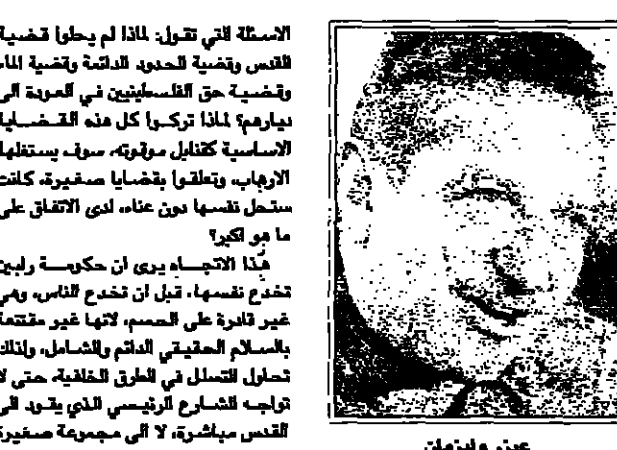 الاسئلة التي تقول: لماذا لم يحلوا قضية
القدس وقضية الحدود الدائمة وقضية الماء
وقضية حق الفلسطينيين في العودة الى
ديارهم؟ لماذا تركوا كل هذه القضايا
الاساسية كقنابل موقوته، سوف يستغلها
الارهاب، وتعلقوا بقضايا صغيرة، كانت
ستحل نفسها دون عناء، لدى الاتفاق على
ما هو اكبر؟
هذا الاتجاه يرى ان حكومة رابين
تخدع نفسها، قبل ان تخدع الناس، وهي
غير قادرة على الحسم، لانها غير مقتنعة
بالسلام الحقيقي الدائم والشامل، ولذلك
تحاول التسلل في الطرق الخلفية، حتى لا
تواجه الشارع الرئيسي الذي يقود الى
القدس مباشرة، لا الى مجموعة صغيرة
عيزر وايزمان